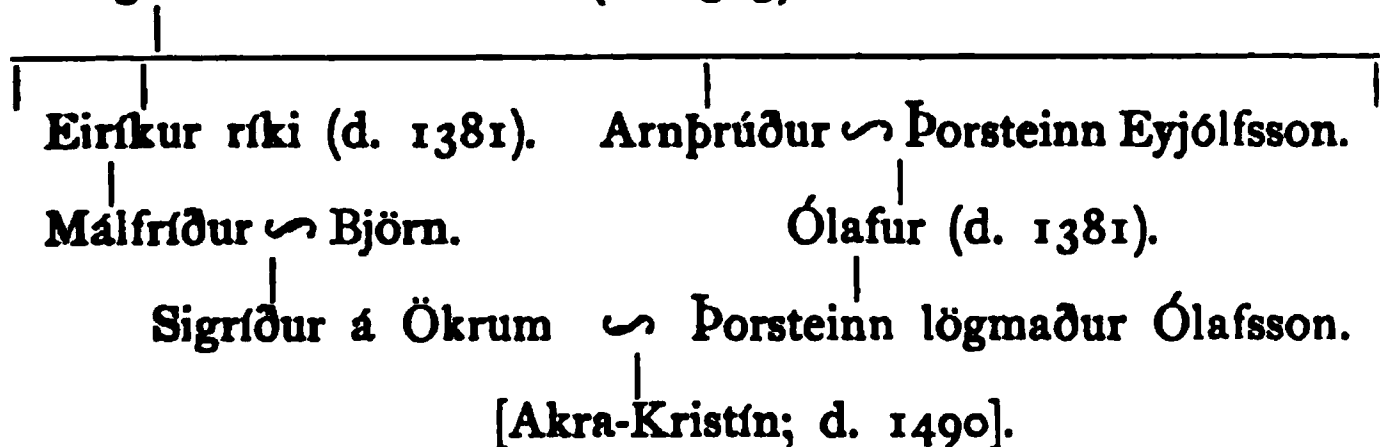 Eiríkur ríki (d. 1381). Arnþrúður ∽ Þorsteinn Eyjólfsson.
Málfríður ∽ Björn. Ólafur (d. 1381).
Sigríður á Ökrum ∽ Þorsteinn lögmaður Ólafsson.
[Akra-Kristín; d. 1490].